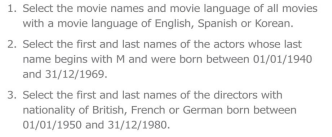 1. Select the movie names and movie language of all movies
with a movie language of English, Spanish or Korean.
2. Select the first and last names of the actors whose last
name begins with M and were born between 01/01/1940
and 31/12/1969.
3. Select the first and last names of the directors with
nationality of British, French or German born between
01/01/1950 and 31/12/1980.